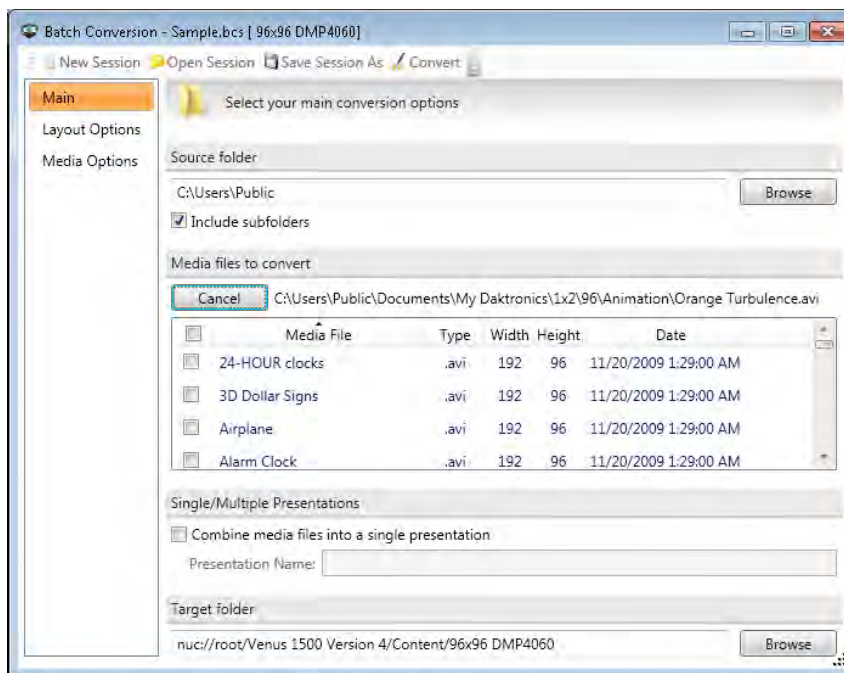 Batch Conversion - Sample.bcs [ 96x96 DMP4060]
New Session Open Session Save Session As Convert
Main
Layout Options
Media Options
Select your main conversion options
Source folder
C:\Users\Public Browse
Include subfolders
Media files to convert
Cancel C:\Users\Public\Documents\My Daktronics\1x2\96\Animation\Orange Turbulence.avi
Media File Type Width Height Date
24-HOUR clocks .avi 192 96 11/20/2009 1:29:00 AM
3D Dollar Signs .avi 192 96 11/20/2009 1:29:00 AM
Airplane .avi 192 96 11/20/2009 1:29:00 AM
Alarm Clock .avi 192 96 11/20/2009 1:29:00 AM
Single/Multiple Presentations
Combine media files into a single presentation
Presentation Name:
Target folder
nuc://root/Venus 1500 Version 4/Content/96x96 DMP4060 Browse